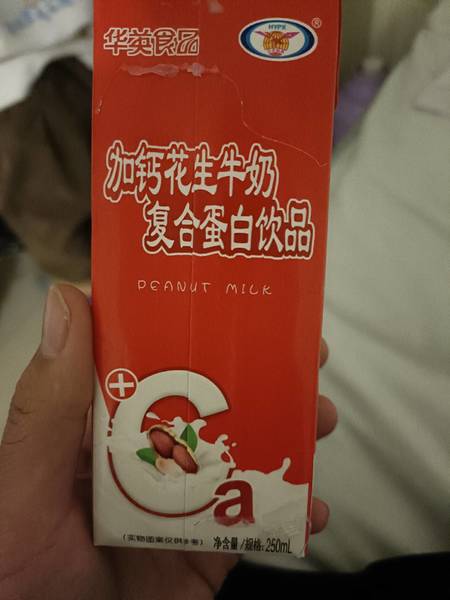 华英食品
HYPX
®
加钙花生牛奶
复合蛋白饮品
PEANUT MILK
+
Ca
(实物图案仅供参考)
净含量/规格:250mL